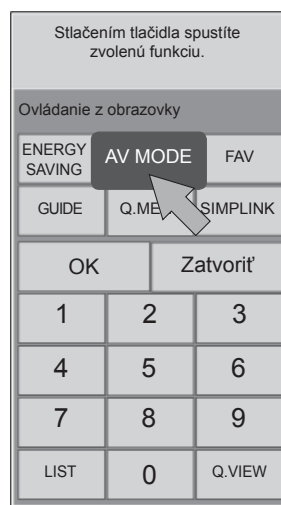 Stlačením tlačidla spustíte
zvolenú funkciu.
Ovládanie z obrazovky
ENERGY
SAVING
AV MODE
FAV
GUIDE
SIMPLINK
OK
Zatvoriť
1 2 3
4 5 6
7 8 9
LIST 0 Q.VIEW